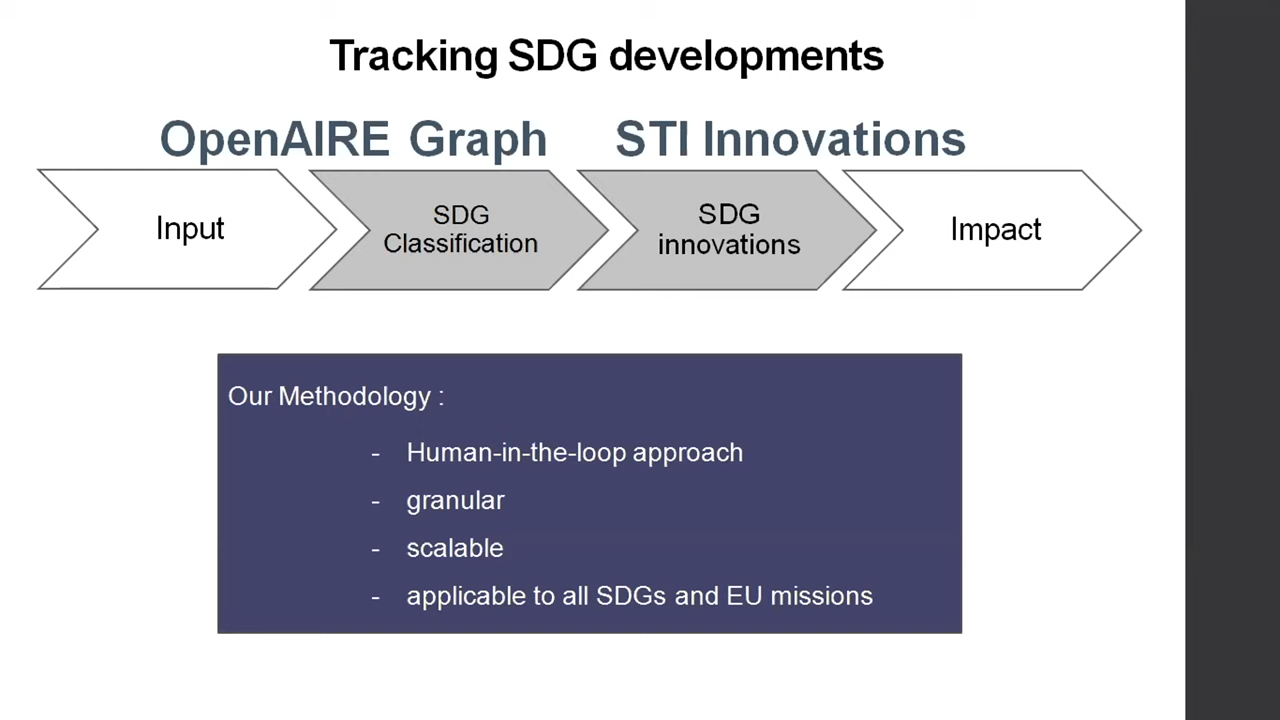 Tracking SDG developments
OpenAIRE Graph
STI Innovations
Input
SDG
Classification
SDG
innovations
Impact
Our Methodology :
- Human-in-the-loop approach
- granular
- scalable
- applicable to all SDGs and EU missions